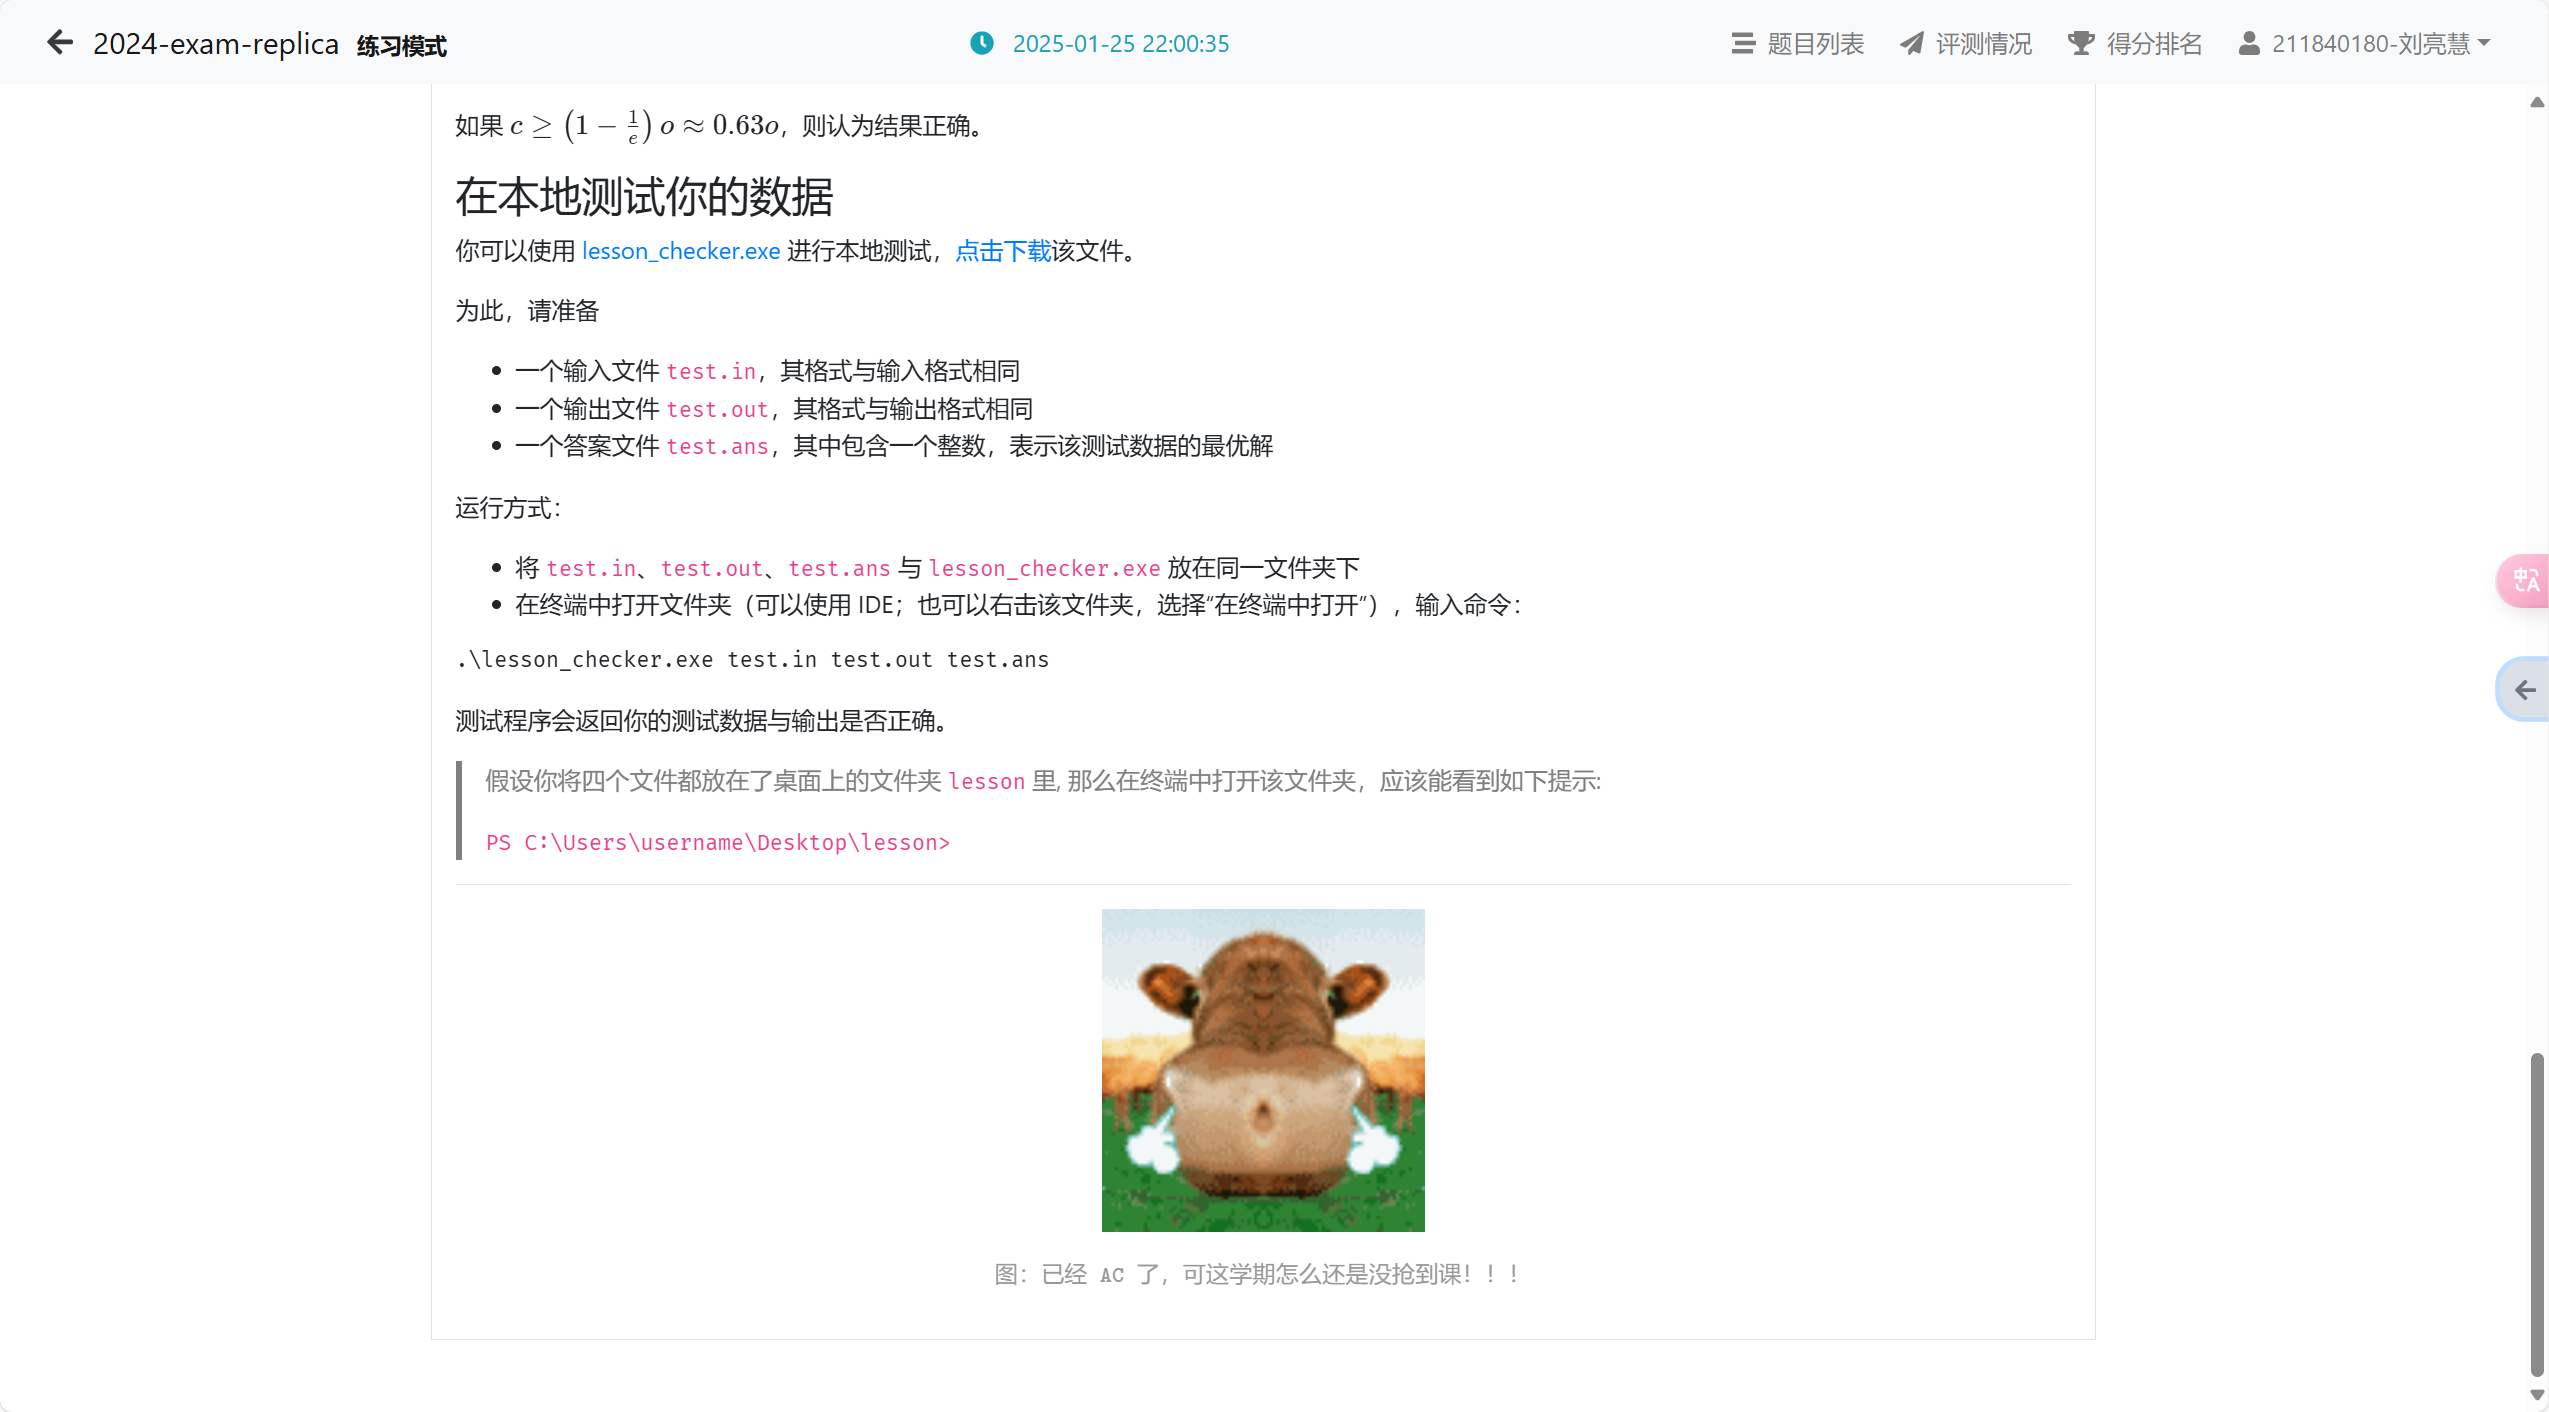 2024-exam-replica 练习模式
2025-01-25 22:00:35
题目列表 评测情况 得分排名 211840180-刘亮慧
如果 c ≥ (1 − 1/e) o ≈ 0.63o，则认为结果正确。
在本地测试你的数据
你可以使用 lesson_checker.exe 进行本地测试，点击下载该文件。
为此，请准备
• 一个输入文件 test.in，其格式与输入格式相同
• 一个输出文件 test.out，其格式与输出格式相同
• 一个答案文件 test.ans，其中包含一个整数，表示该测试数据的最优解
运行方式：
• 将 test.in、test.out、test.ans 与 lesson_checker.exe 放在同一文件夹下
• 在终端中打开文件夹（可以使用 IDE；也可以右击该文件夹，选择“在终端中打开”），输入命令：
.\lesson_checker.exe test.in test.out test.ans
测试程序会返回你的测试数据与输出是否正确。
假设你将四个文件都放在了桌面上的文件夹 lesson 里, 那么在终端中打开该文件夹，应该能看到如下提示:
PS C:\Users\username\Desktop\lesson>
图：已经 AC 了，可这学期怎么还是没抢到课！！！